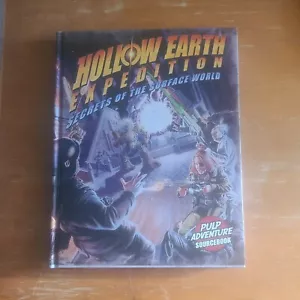 HOLLOW EARTH
EXPEDITION
SECRETS OF THE SURFACE WORLD
PULP
ADVENTURE
SOURCEBOOK